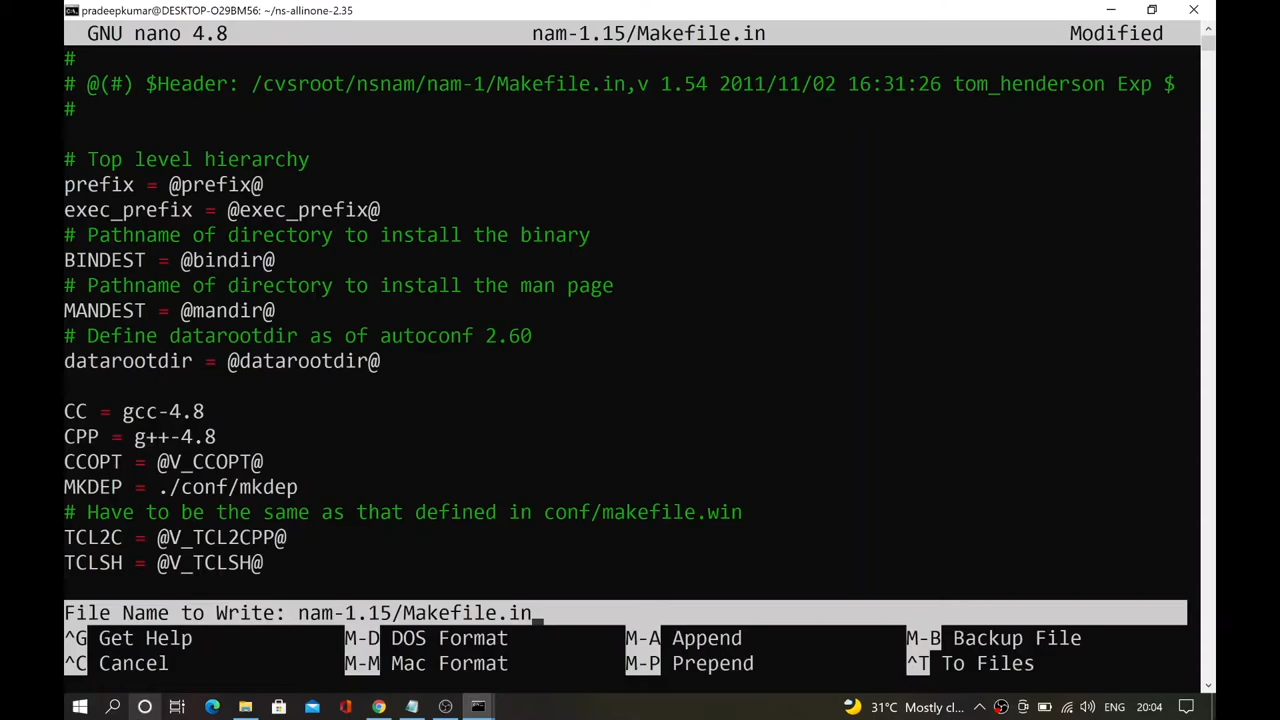 pradeepkumar@DESKTOP-O29BM56: ~/ns-allinone-2.35
GNU nano 4.8 nam-1.15/Makefile.in Modified
#
# @(#) $Header: /cvsroot/nsnam/nam-1/Makefile.in,v 1.54 2011/11/02 16:31:26 tom_henderson Exp $
#
# Top level hierarchy
prefix = @prefix@
exec_prefix = @exec_prefix@
# Pathname of directory to install the binary
BINDEST = @bindir@
# Pathname of directory to install the man page
MANDEST = @mandir@
# Define datarootdir as of autoconf 2.60
datarootdir = @datarootdir@
CC = gcc-4.8
CPP = g++-4.8
CCOPT = @V_CCOPT@
MKDEP = ./conf/mkdep
# Have to be the same as that defined in conf/makefile.win
TCL2C = @V_TCL2CPP@
TCLSH = @V_TCLSH@
File Name to Write: nam-1.15/Makefile.in
^G Get Help M-D DOS Format M-A Append M-B Backup File
^C Cancel M-M Mac Format M-P Prepend ^T To Files
31°C Mostly cl... ENG 20:04